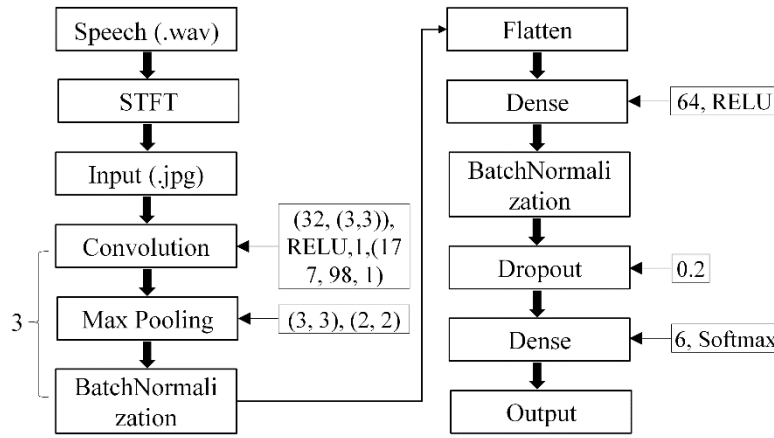 Speech (.wav)
STFT
Input (.jpg)
Convolution
(32, (3,3)),
RELU,1,(17
7, 98, 1)
3
Max Pooling
(3, 3), (2, 2)
BatchNormali
zation
Flatten
Dense
64, RELU
BatchNormali
zation
Dropout
0.2
Dense
6, Softmax
Output